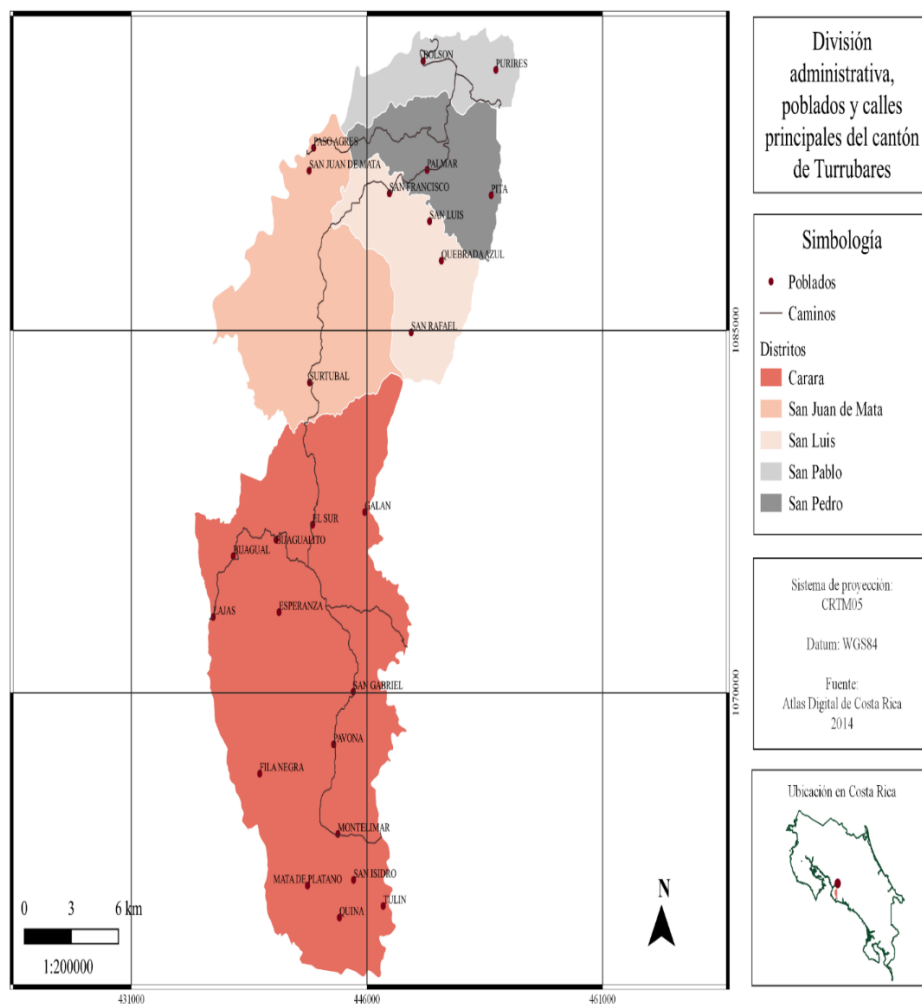 División
administrativa,
poblados y calles
principales del cantón
de Turrubares
Simbología
Poblados
Caminos
Distritos
Carara
San Juan de Mata
San Luis
San Pablo
San Pedro
Sistema de proyección:
CRTM05
Datum: WGS84
Fuente:
Atlas Digital de Costa Rica
2014
Ubicación en Costa Rica
BOLSON
PURIRES
PASO AGRES
SAN JUAN DE MATA
PALMAR
SAN FRANCISCO
PITA
SAN LUIS
QUEBRADA AZUL
SAN RAFAEL
SURTUBAL
GALAN
EL SUR
BIJAGUALITO
BIJAGUAL
LAJAS
ESPERANZA
SAN GABRIEL
PAVONA
FILA NEGRA
MONTELIMAR
MATA DE PLATANO
SAN ISIDRO
TULIN
QUINA
1085000
1070000
N
0 3 6 km
1:200000
431000 446000 461000